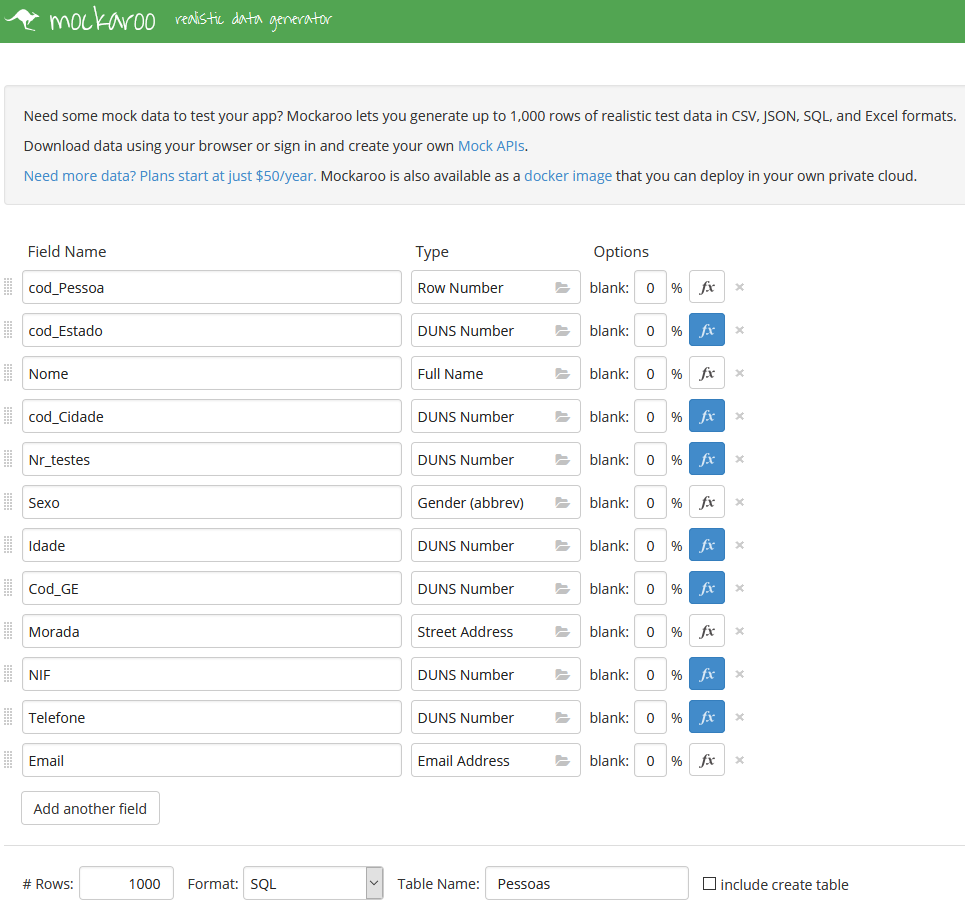 mockaroo realistic data generator
Need some mock data to test your app? Mockaroo lets you generate up to 1,000 rows of realistic test data in CSV, JSON, SQL, and Excel formats.
Download data using your browser or sign in and create your own Mock APIs.
Need more data? Plans start at just $50/year. Mockaroo is also available as a docker image that you can deploy in your own private cloud.
Field Name Type Options
cod_Pessoa Row Number blank: 0 % fx ×
cod_Estado DUNS Number blank: 0 % fx ×
Nome Full Name blank: 0 % fx ×
cod_Cidade DUNS Number blank: 0 % fx ×
Nr_testes DUNS Number blank: 0 % fx ×
Sexo Gender (abbrev) blank: 0 % fx ×
Idade DUNS Number blank: 0 % fx ×
Cod_GE DUNS Number blank: 0 % fx ×
Morada Street Address blank: 0 % fx ×
NIF DUNS Number blank: 0 % fx ×
Telefone DUNS Number blank: 0 % fx ×
Email Email Address blank: 0 % fx ×
Add another field
# Rows: 1000 Format: SQL Table Name: Pessoas include create table